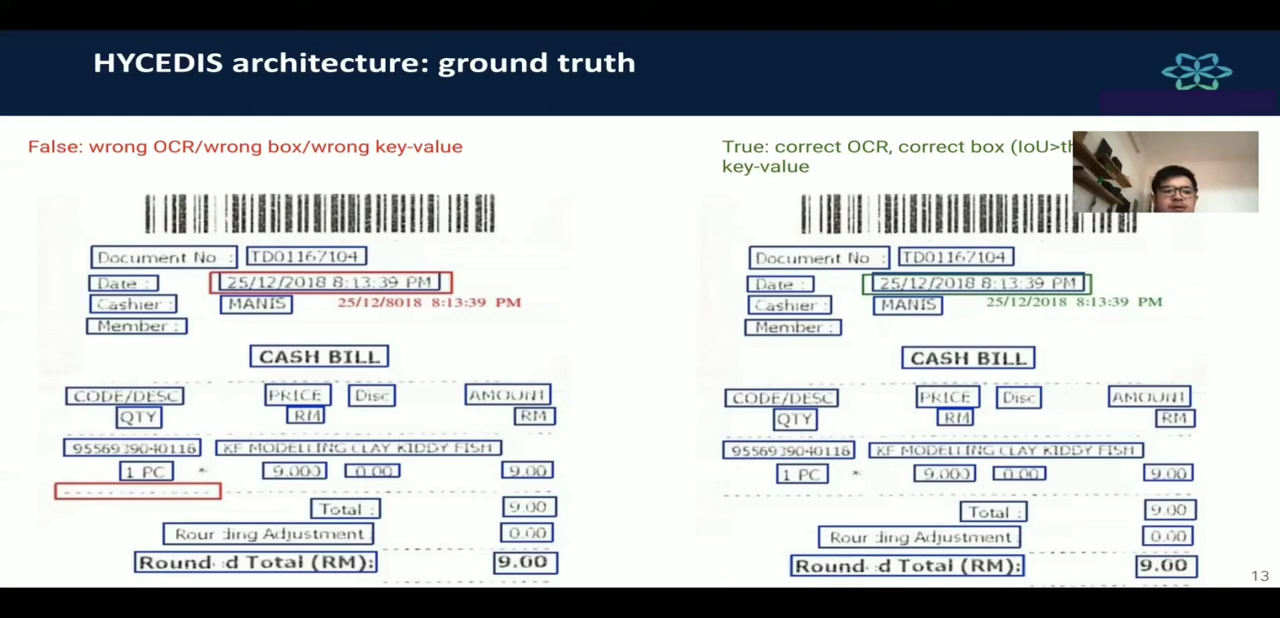 HYCEDIS architecture: ground truth
False: wrong OCR/wrong box/wrong key-value
Document No :
TD01167104
Date :
25/12/2018 8:13:39 PM
Cashier :
MANIS
25/12/8018 8:13:39 PM
Member :
CASH BILL
CODE/DESC
PRICE
Disc
AMOUNT
QTY
RM
RM
KF MODELLING CLAY KIDDY FISH
1 PC
*
9.000
0.00
9.00
Total :
9.00
Rour ding Adjustment
0.00
Round d Total (RM):
9.00
True: correct OCR, correct box (IoU>th
key-value
Document No :
TD01167104
Date :
25/12/2018 8:13:39 PM
Cashier :
MANIS
25/12/2018 8:13:39 PM
Member :
CASH BILL
CODE/DESC
PRICE
Disc
AMOUNT
QTY
RM
RM
KF MODELLING CLAY KIDDY FISH
1 PC
*
9.000
0.00
9.00
Total :
9.00
Rour ding Adjustment
0.00
Round d Total (RM):
9.00
13